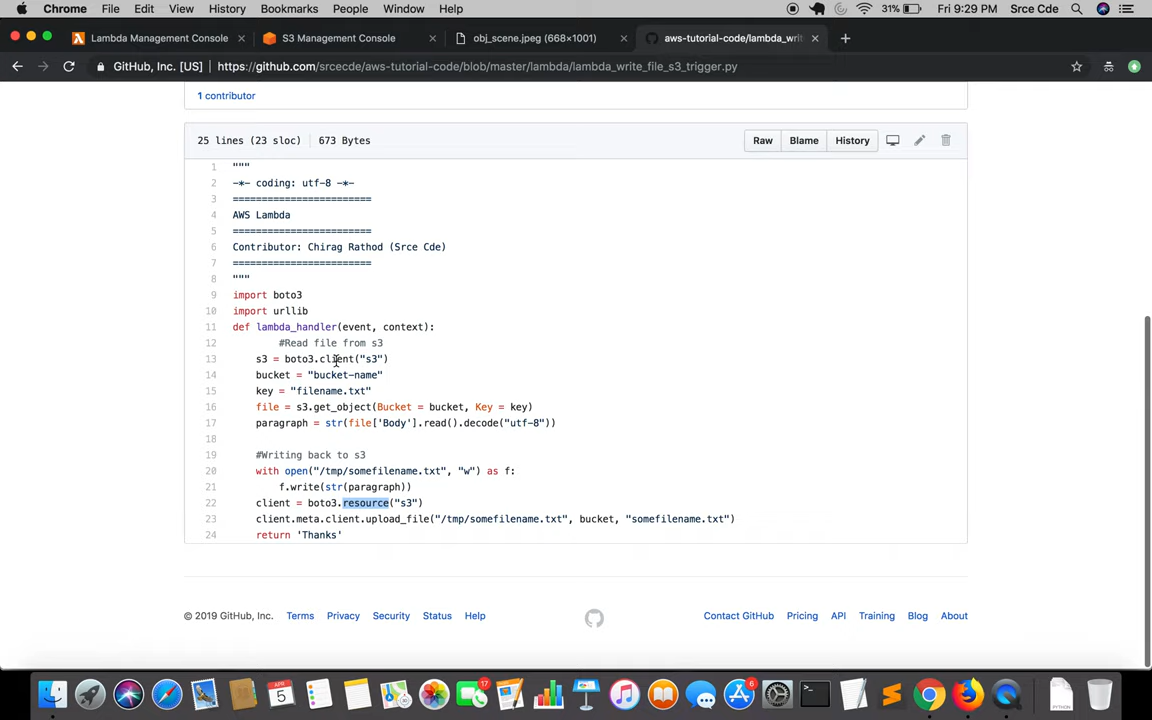 Chrome File Edit View History Bookmarks People Window Help 31% Fri 9:29 PM Srce Cde
Lambda Management Console × S3 Management Console × obj_scene.jpeg (668×1001) × aws-tutorial-code/lambda_writ ×
GitHub, Inc. [US] https://github.com/srcecde/aws-tutorial-code/blob/master/lambda/lambda_write_file_s3_trigger.py
1 contributor
25 lines (23 sloc) 673 Bytes Raw Blame History
1 """
2 -*- coding: utf-8 -*-
3 ========================
4 AWS Lambda
5 ========================
6 Contributor: Chirag Rathod (Srce Cde)
7 ========================
8 """
9 import boto3
10 import urllib
11 def lambda_handler(event, context):
12 #Read file from s3
13 s3 = boto3.client("s3")
14 bucket = "bucket-name"
15 key = "filename.txt"
16 file = s3.get_object(Bucket = bucket, Key = key)
17 paragraph = str(file['Body'].read().decode("utf-8"))
18
19 #Writing back to s3
20 with open("/tmp/somefilename.txt", "w") as f:
21 f.write(str(paragraph))
22 client = boto3.resource("s3")
23 client.meta.client.upload_file("/tmp/somefilename.txt", bucket, "somefilename.txt")
24 return 'Thanks'
© 2019 GitHub, Inc. Terms Privacy Security Status Help Contact GitHub Pricing API Training Blog About